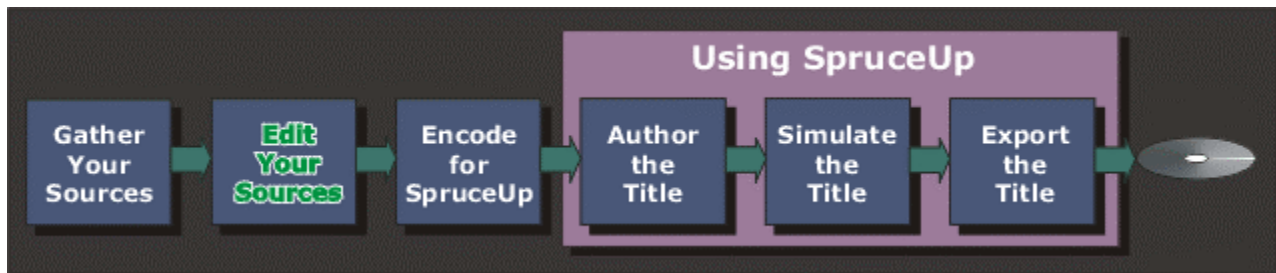 Using SpruceUp
Gather
Your
Sources
Edit
Your
Sources
Encode
for
SpruceUp
Author
the
Title
Simulate
the
Title
Export
the
Title